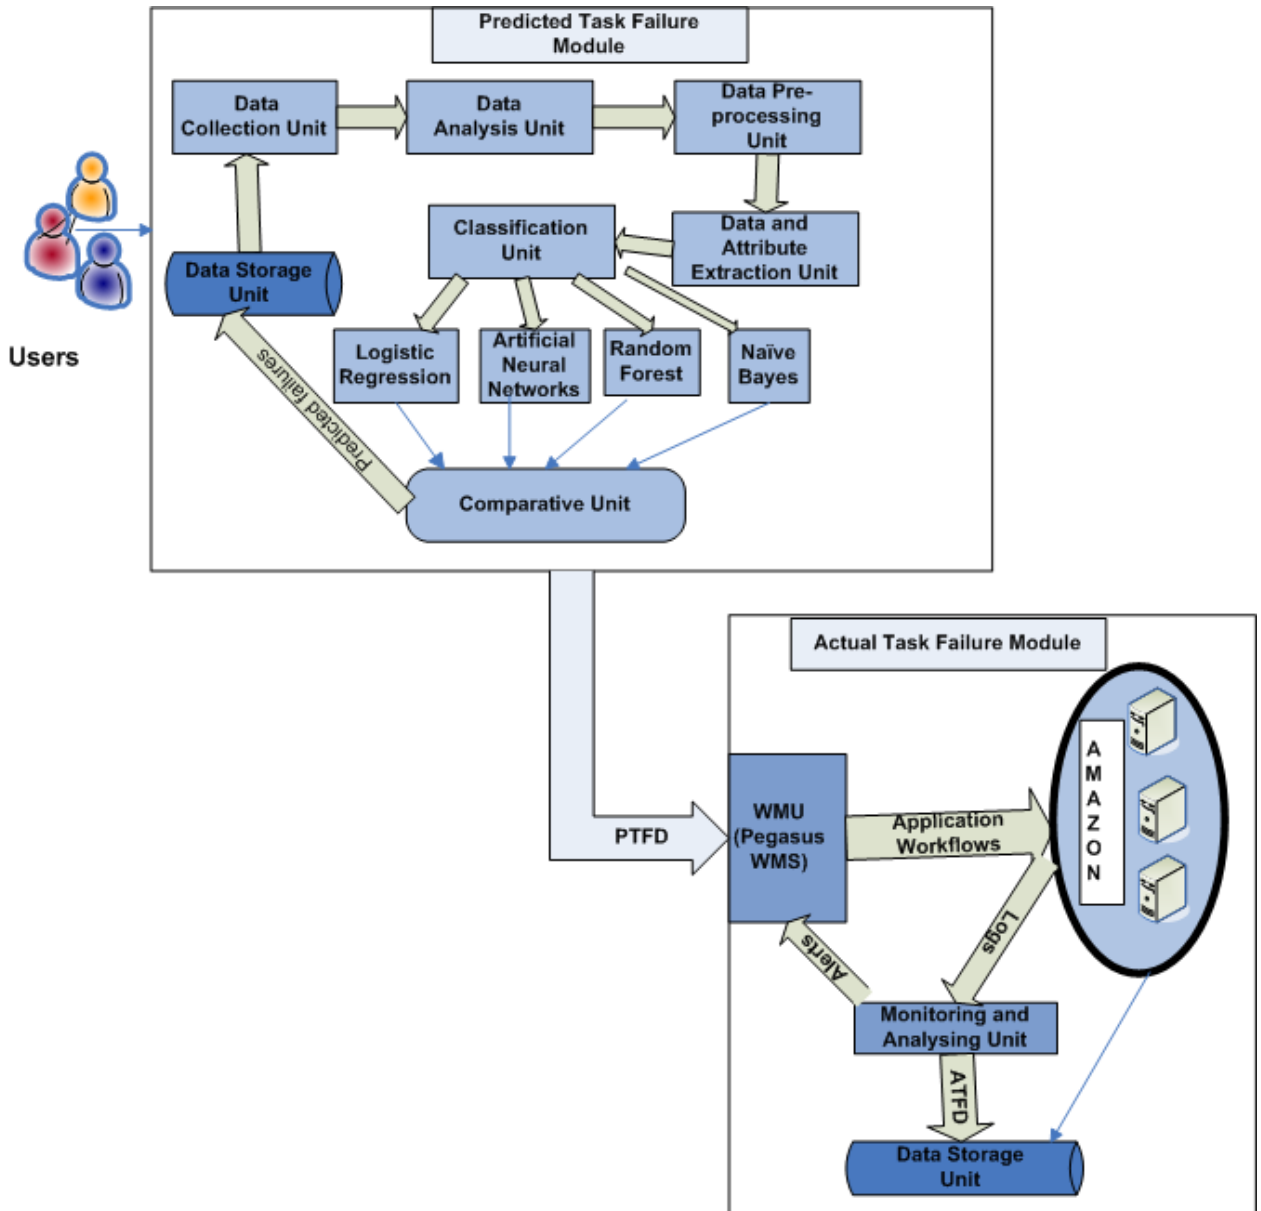 Predicted Task Failure
Module
Data
Collection Unit
Data
Analysis Unit
Data Pre-
processing
Unit
Classification
Unit
Data and
Attribute
Extraction Unit
Data Storage
Unit
Users
Logistic
Regression
Artificial
Neural
Networks
Random
Forest
Naïve
Bayes
Predicted failures
Comparative Unit
Actual Task Failure Module
PTFD
WMU
(Pegasus
WMS)
Application
Workflows
A
M
A
Z
O
N
Logs
Alerts
Monitoring and
Analysing Unit
ATFD
Data Storage
Unit